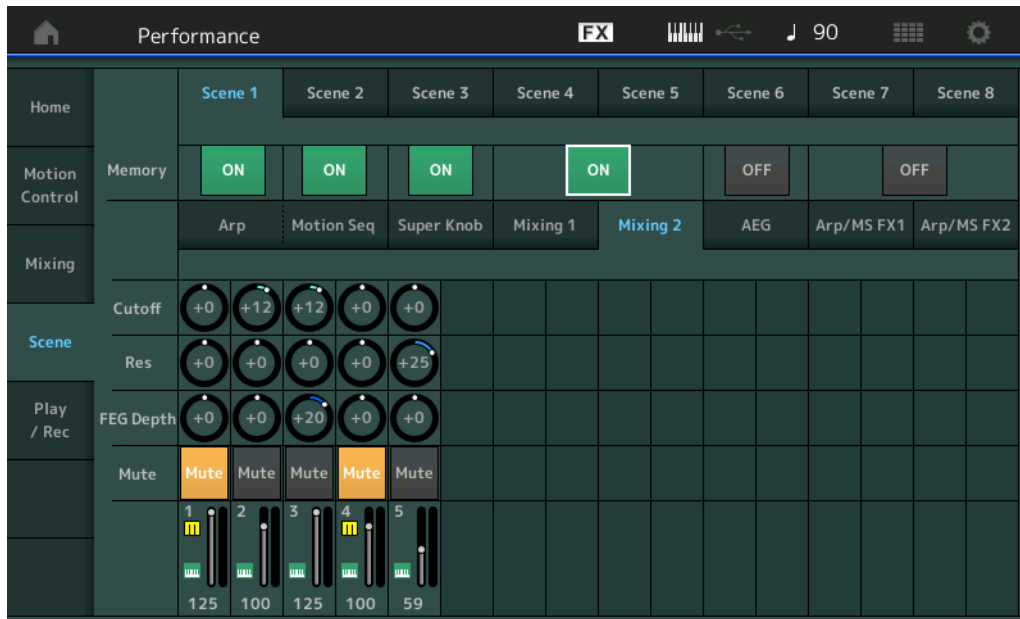 Performance FX 90
Scene 1 Scene 2 Scene 3 Scene 4 Scene 5 Scene 6 Scene 7 Scene 8
Home
Memory ON ON ON ON OFF OFF
Motion
Control
Arp Motion Seq Super Knob Mixing 1 Mixing 2 AEG Arp/MS FX1 Arp/MS FX2
Mixing
Cutoff +0 +12 +12 +0 +0
Scene
Res +0 +0 +0 +0 +25
Play
/ Rec
FEG Depth +0 +0 +20 +0 +0
Mute Mute Mute Mute Mute Mute
1 2 3 4 5
125 100 125 100 59